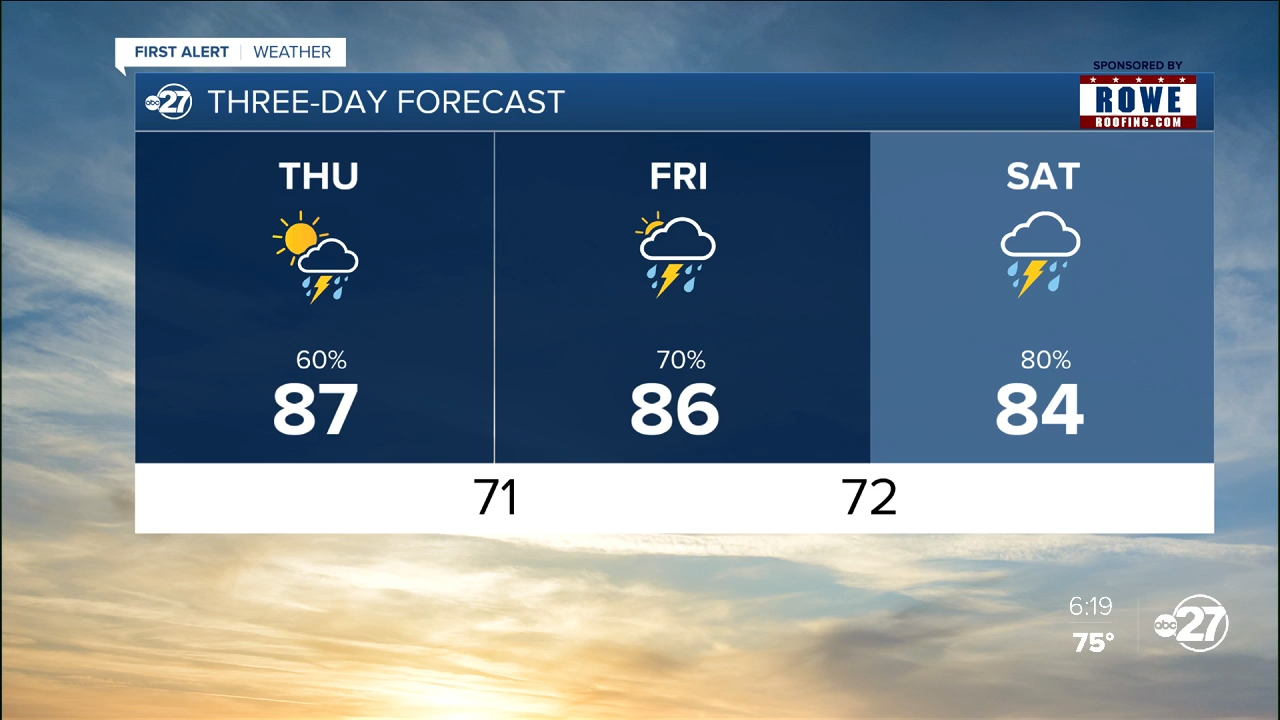 FIRST ALERT | WEATHER
SPONSORED BY
abc 27 THREE-DAY FORECAST
ROWE
ROOFING.COM
THU FRI SAT
60% 70% 80%
87 86 84
71 72
6:19
75°
abc 27